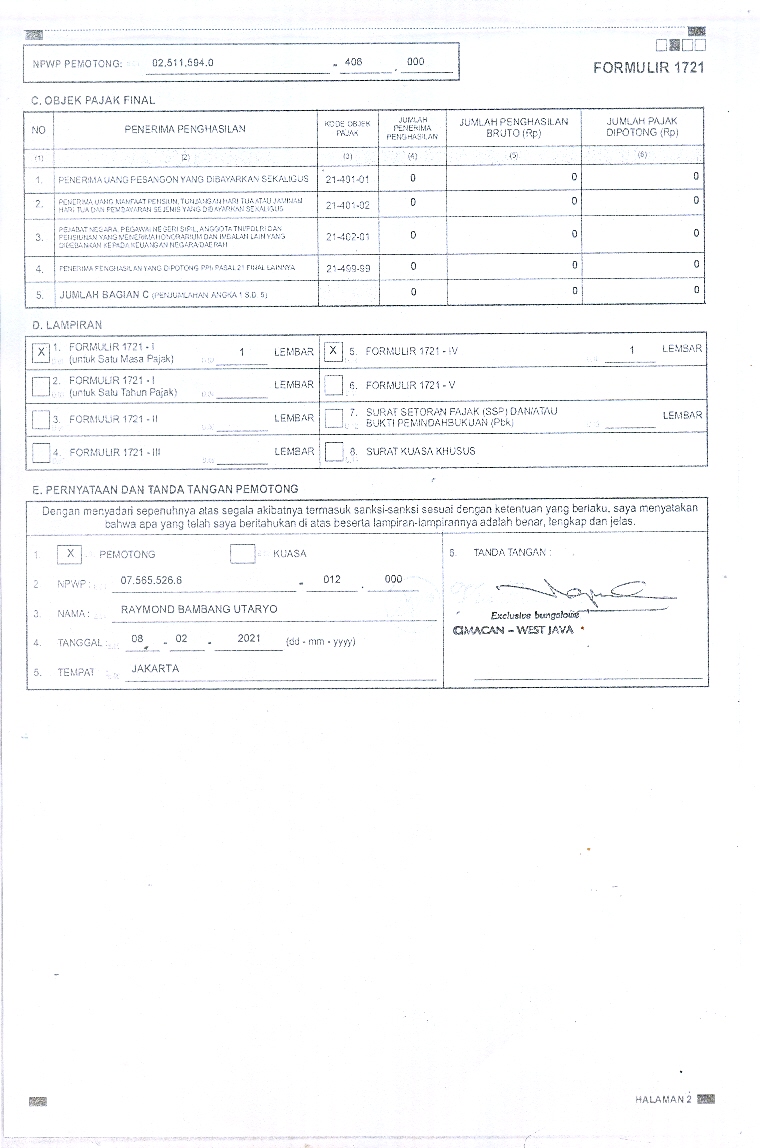 NPWP PEMOTONG: 02.511,594.0 - 406 . 000
FORMULIR 1721
C. OBJEK PAJAK FINAL
NO PENERIMA PENGHASILAN KODE OBJEK PAJAK JUMLAH PENERIMA PENGHASILAN JUMLAH PENGHASILAN BRUTO (Rp) JUMLAH PAJAK DIPOTONG (Rp)
(1) (2) (3) (4) (5) (6)
1. PENERIMA UANG PESANGON YANG DIBAYARKAN SEKALIGUS 21-401-01 0 0 0
2. PENERIMA UANG MANFAAT PENSIUN, TUNJANGAN HARI TUA ATAU JAMINAN
HARI TUA DAN PEMBAYARAN SEJENIS YANG DIBAYARKAN SEKALIGUS 21-401-02 0 0 0
3. PEJABAT NEGARA, PEGAWAI NEGERI SIPIL, ANGGOTA TNI/POLRI DAN
PENSIUNAN YANG MENERIMA HONORARIUM DAN IMBALAN LAIN YANG
DIBEBANKAN KEPADA KEUANGAN NEGARA/DAERAH 21-402-01 0 0 0
4. PENERIMA PENGHASILAN YANG DIPOTONG PPh PASAL 21 FINAL LAINNYA 21-499-99 0 0 0
5. JUMLAH BAGIAN C (PENJUMLAHAN ANGKA 1 S.D. 5) 0 0 0
D. LAMPIRAN
X 1. FORMULIR 1721 - I
(untuk Satu Masa Pajak) 1 LEMBAR
X 5. FORMULIR 1721 - IV 1 LEMBAR
2. FORMULIR 1721 - I
(untuk Satu Tahun Pajak) LEMBAR
6. FORMULIR 1721 - V
3. FORMULIR 1721 - II LEMBAR
7. SURAT SETORAN PAJAK (SSP) DAN/ATAU
BUKTI PEMINDAHBUKUAN (Pbk) LEMBAR
4. FORMULIR 1721 - III LEMBAR
8. SURAT KUASA KHUSUS
E. PERNYATAAN DAN TANDA TANGAN PEMOTONG
Dengan menyadari sepenuhnya atas segala akibatnya termasuk sanksi-sanksi sesuai dengan ketentuan yang berlaku, saya menyatakan
bahwa apa yang telah saya beritahukan di atas beserta lampiran-lampirannya adalah benar, lengkap dan jelas.
1. X PEMOTONG KUASA
2 NPWP : 07.565.526.6 - 012 . 000
3. NAMA : RAYMOND BAMBANG UTARYO
4. TANGGAL : 08 - 02 - 2021 (dd - mm - yyyy)
5. TEMPAT JAKARTA
6. TANDA TANGAN :
Exclusive bungalows
CIMACAN – WEST JAVA
HALAMAN 2